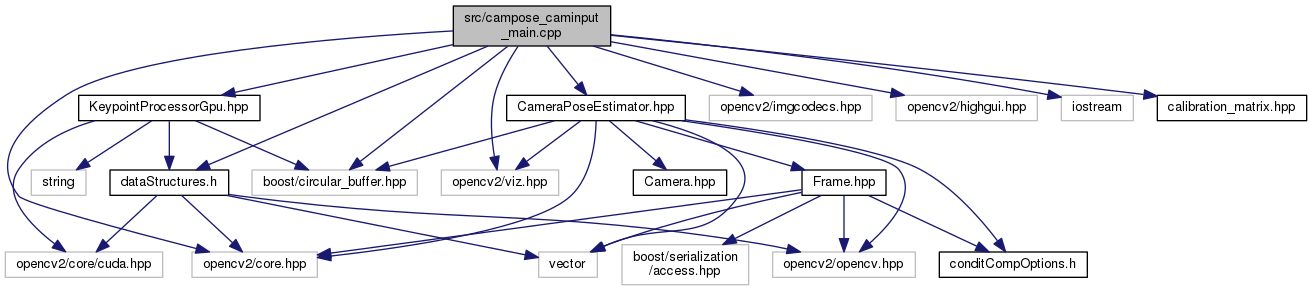 src/campose_caminput
_main.cpp
KeypointProcessorGpu.hpp
CameraPoseEstimator.hpp
opencv2/imgcodecs.hpp
opencv2/highgui.hpp
iostream
calibration_matrix.hpp
string
dataStructures.h
boost/circular_buffer.hpp
opencv2/viz.hpp
Camera.hpp
Frame.hpp
opencv2/core/cuda.hpp
opencv2/core.hpp
vector
boost/serialization
/access.hpp
opencv2/opencv.hpp
conditCompOptions.h